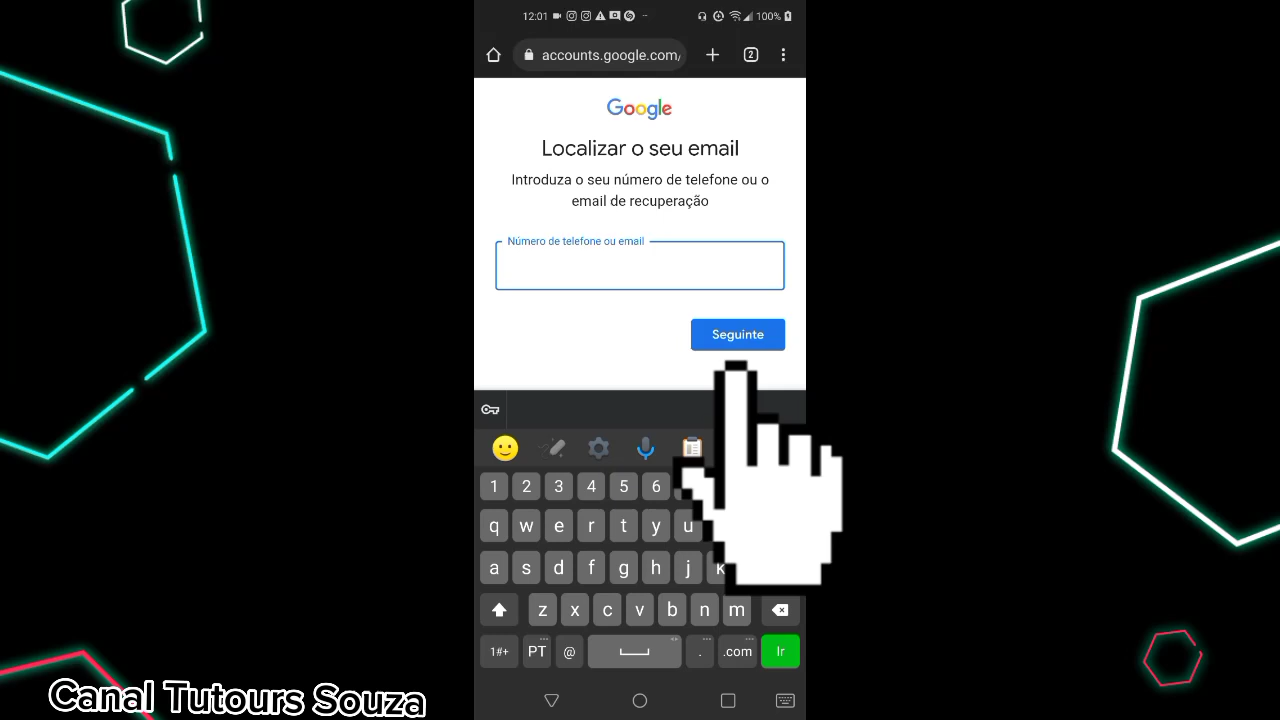 12:01
100%
accounts.google.com/
2
Google
Localizar o seu email
Introduza o seu número de telefone ou o
email de recuperação
Número de telefone ou email
Seguinte
1 2 3 4 5 6
q w e r t y u
a s d f g h j k
z x c v b n m
1#+ PT @ . .com Ir
Canal Tutours Souza